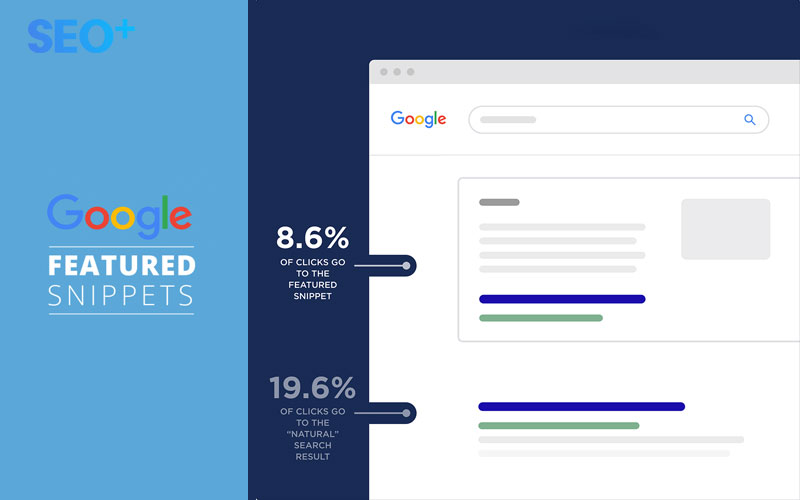 SEO+
Google
FEATURED
SNIPPETS
8.6%
OF CLICKS GO
TO THE
FEATURED
SNIPPET
19.6%
OF CLICKS GO
TO THE
“NATURAL”
SEARCH
RESULT
Google